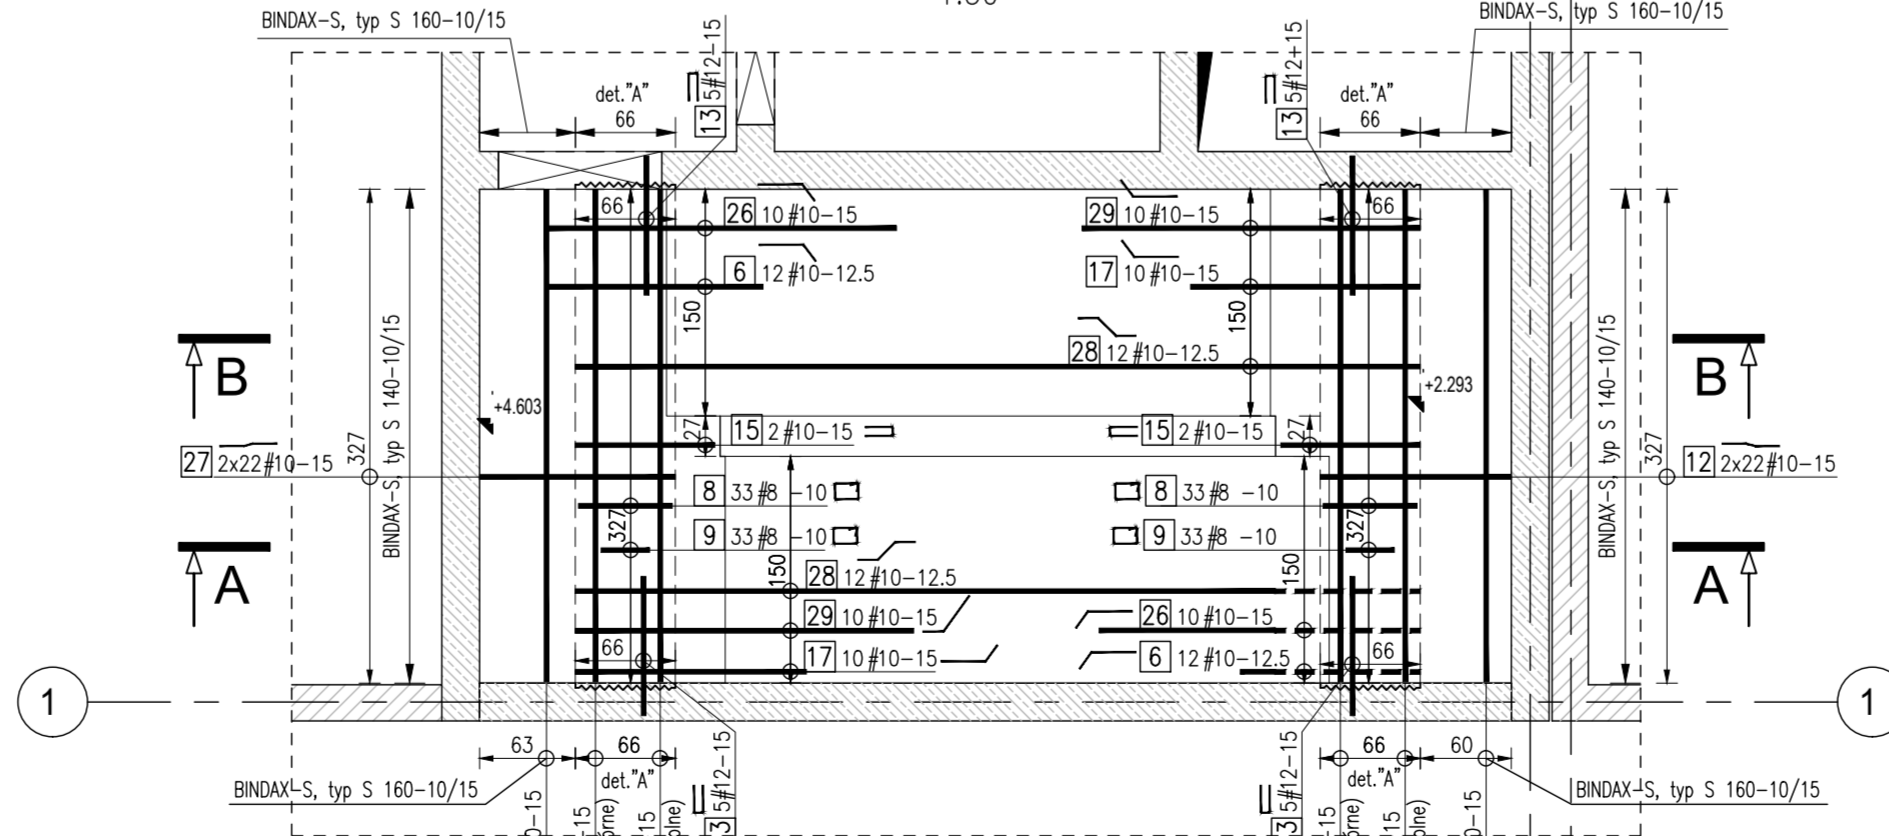 BINDAX-S, typ S 160-10/15
BINDAX-S, typ S 160-10/15
det."A"
66
13 5#12-15
13 5#12+15
det."A"
66
66
26 10#10-15
29 10#10-15
66
6 12#10-12.5
17 10#10-15
150
150
28 12#10-12.5
B
B
+4.603
+2.293
327
BINDAX-S, typ S 140-10/15
BINDAX-S, typ S 140-10/15
327
27
15 2#10-15
15 2#10-15
27
27 2x22#10-15
12 2x22#10-15
8 33#8 -10
8 33#8 -10
327
327
9 33#8 -10
9 33#8 -10
A
A
150
150
28 12#10-12.5
29 10#10-15
26 10#10-15
66
17 10#10-15
6 12#10-12.5
66
1
1
63
66
66
60
det."A"
det."A"
BINDAX-S, typ S 160-10/15
BINDAX-S, typ S 160-10/15
5#12-15
5#12-15